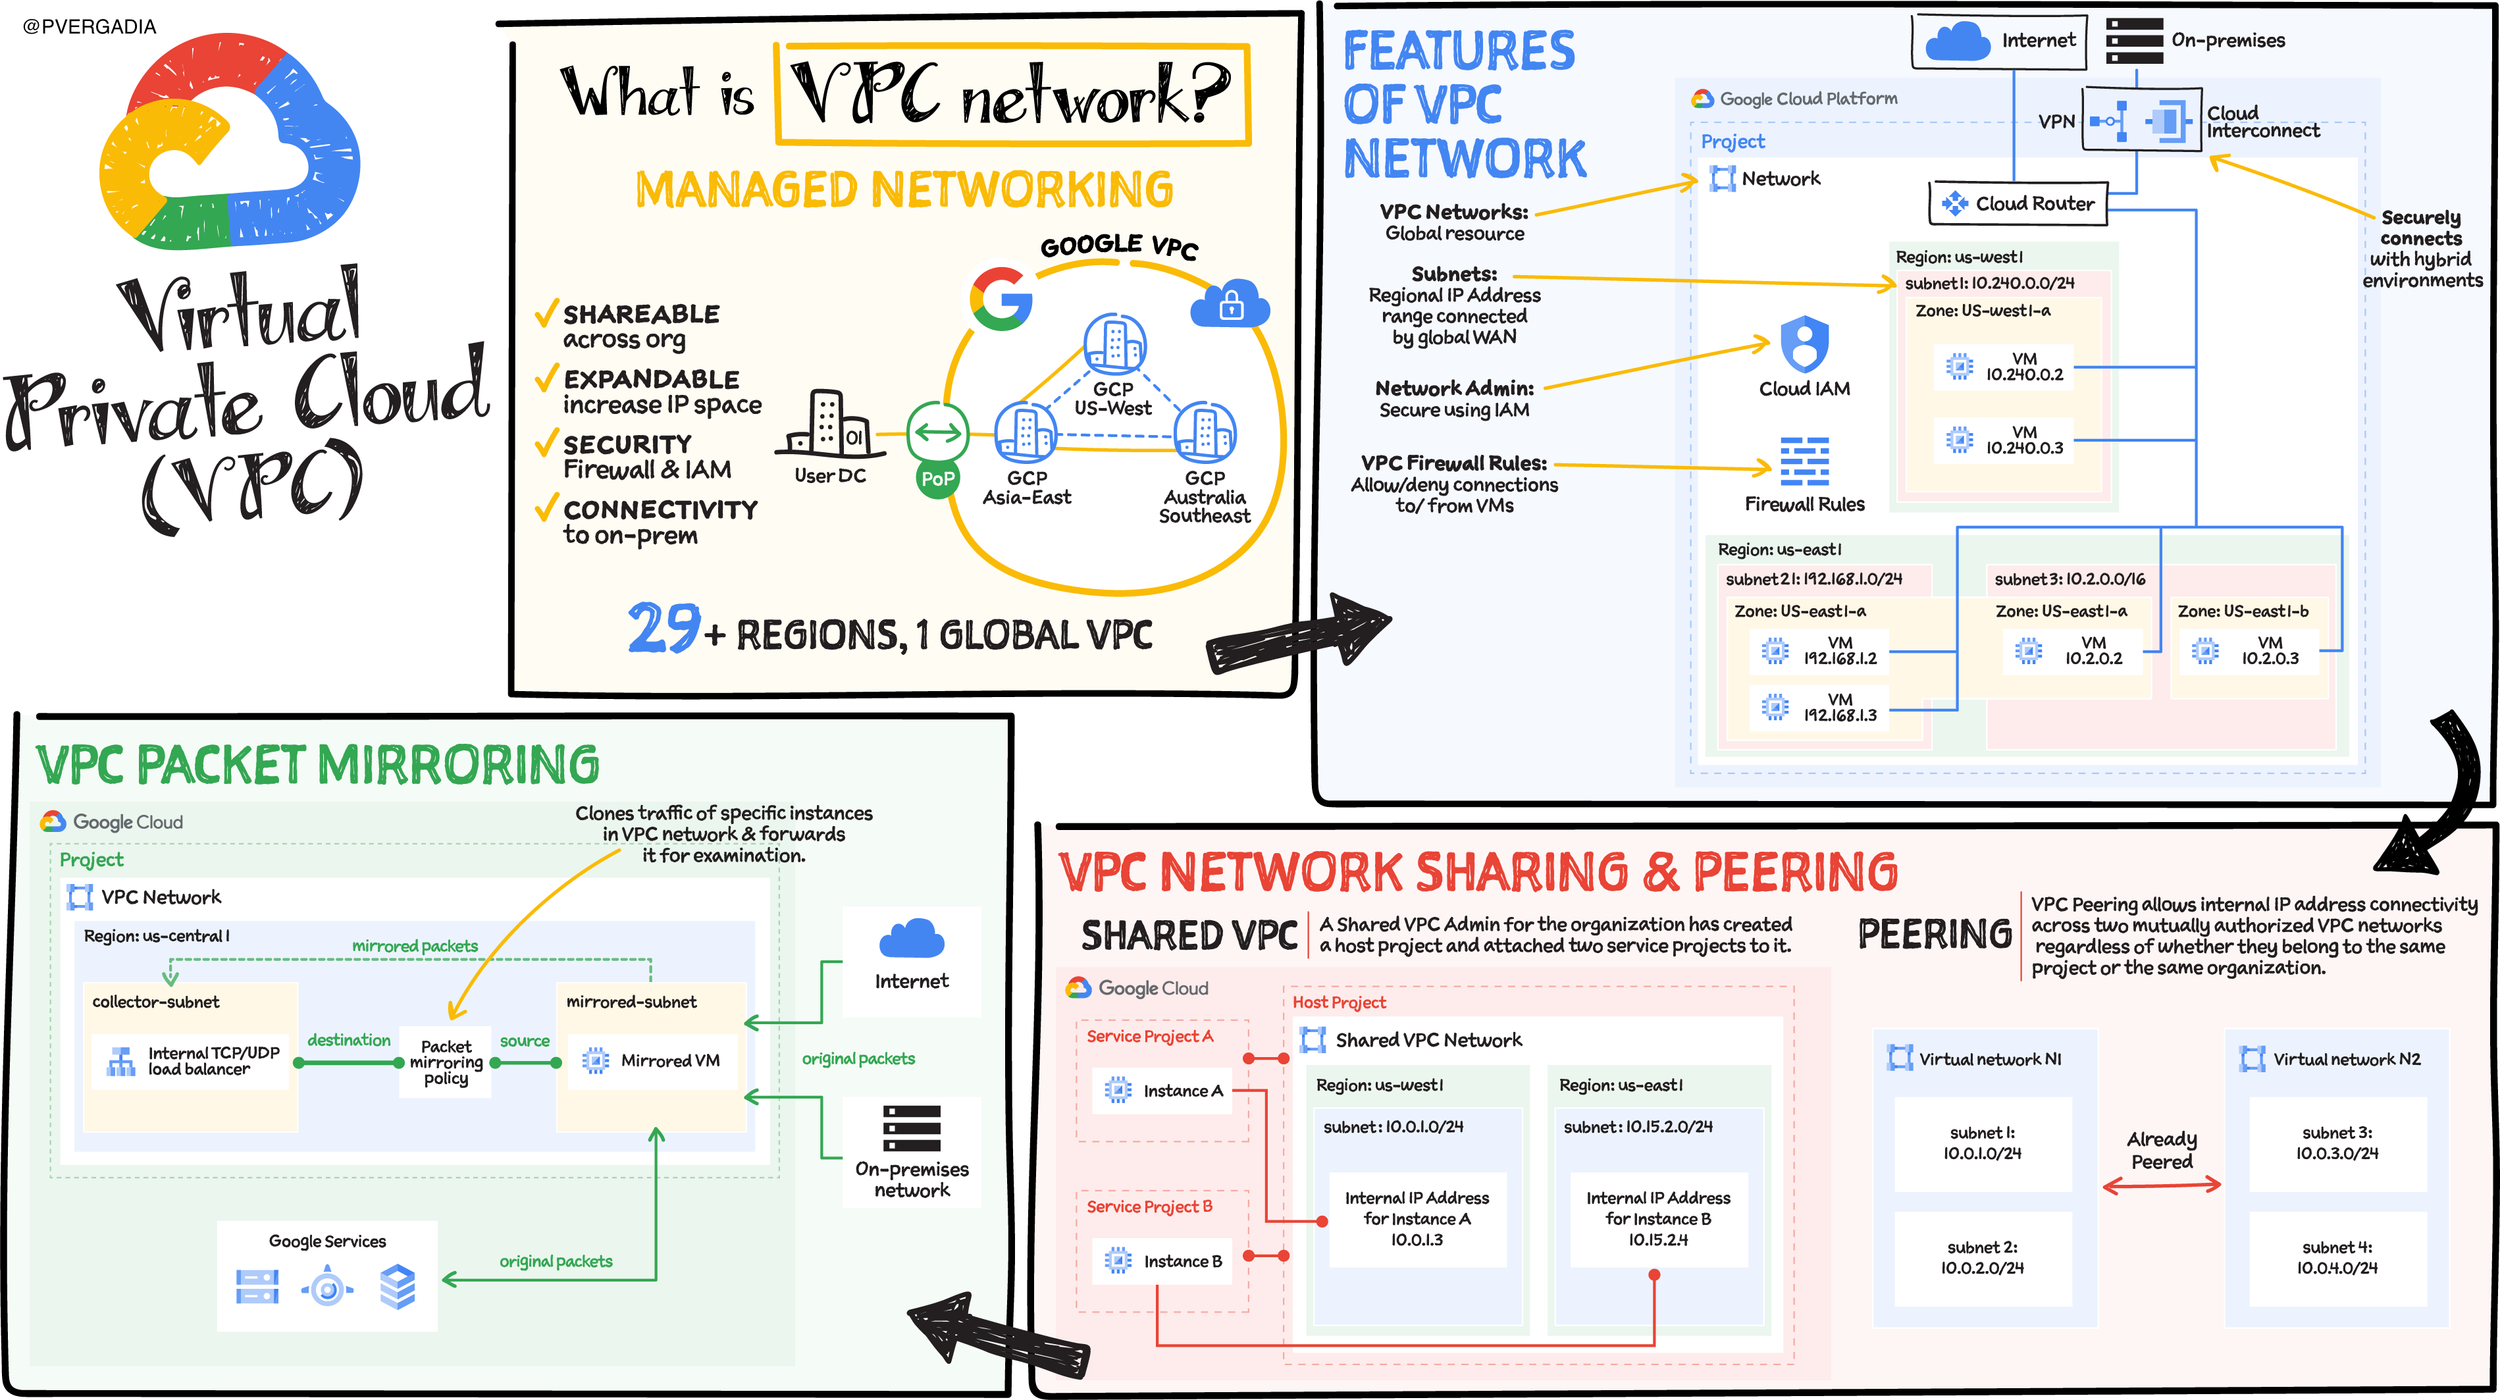 @PVERGADIA
Virtual
Private Cloud
(VPC)
What is VPC network?
MANAGED NETWORKING
SHAREABLE
across org
EXPANDABLE
increase IP space
SECURITY
Firewall & IAM
CONNECTIVITY
to on-prem
GOOGLE VPC
User DC
01
PoP
GCP
US-West
GCP
Asia-East
GCP
Australia
Southeast
29+ REGIONS, 1 GLOBAL VPC
FEATURES
OF VPC
NETWORK
VPC Networks:
Global resource
Subnets:
Regional IP Address
range connected
by global WAN
Network Admin:
Secure using IAM
VPC Firewall Rules:
Allow/deny connections
to/ from VMs
Internet
On-premises
Google Cloud Platform
VPN
Cloud
Interconnect
Project
Network
Cloud Router
Securely
connects
with hybrid
environments
Cloud IAM
Firewall Rules
Region: us-west1
subnet1: 10.240.0.0/24
Zone: US-west1-a
VM
10.240.0.2
VM
10.240.0.3
Region: us-east1
subnet21: 192.168.1.0/24
Zone: US-east1-a
VM
192.168.1.2
VM
192.168.1.3
subnet3: 10.2.0.0/16
Zone: US-east1-a
VM
10.2.0.2
Zone: US-east1-b
VM
10.2.0.3
VPC PACKET MIRRORING
Google Cloud
Clones traffic of specific instances
in VPC network & forwards
it for examination.
Project
VPC Network
Region: us-central1
mirrored packets
collector-subnet
Internal TCP/UDP
load balancer
destination
Packet
mirroring
policy
source
mirrored-subnet
Mirrored VM
Internet
original packets
On-premises
network
Google Services
original packets
VPC NETWORK SHARING & PEERING
SHARED VPC
A Shared VPC Admin for the organization has created
a host project and attached two service projects to it.
Google Cloud
Service Project A
Instance A
Service Project B
Instance B
Host Project
Shared VPC Network
Region: us-west1
subnet: 10.0.1.0/24
Internal IP Address
for Instance A
10.0.1.3
Region: us-east1
subnet: 10.15.2.0/24
Internal IP Address
for Instance B
10.15.2.4
PEERING
VPC Peering allows internal IP address connectivity
across two mutually authorized VPC networks
regardless of whether they belong to the same
project or the same organization.
Virtual network N1
subnet 1:
10.0.1.0/24
subnet 2:
10.0.2.0/24
Already
Peered
Virtual network N2
subnet 3:
10.0.3.0/24
subnet 4:
10.0.4.0/24